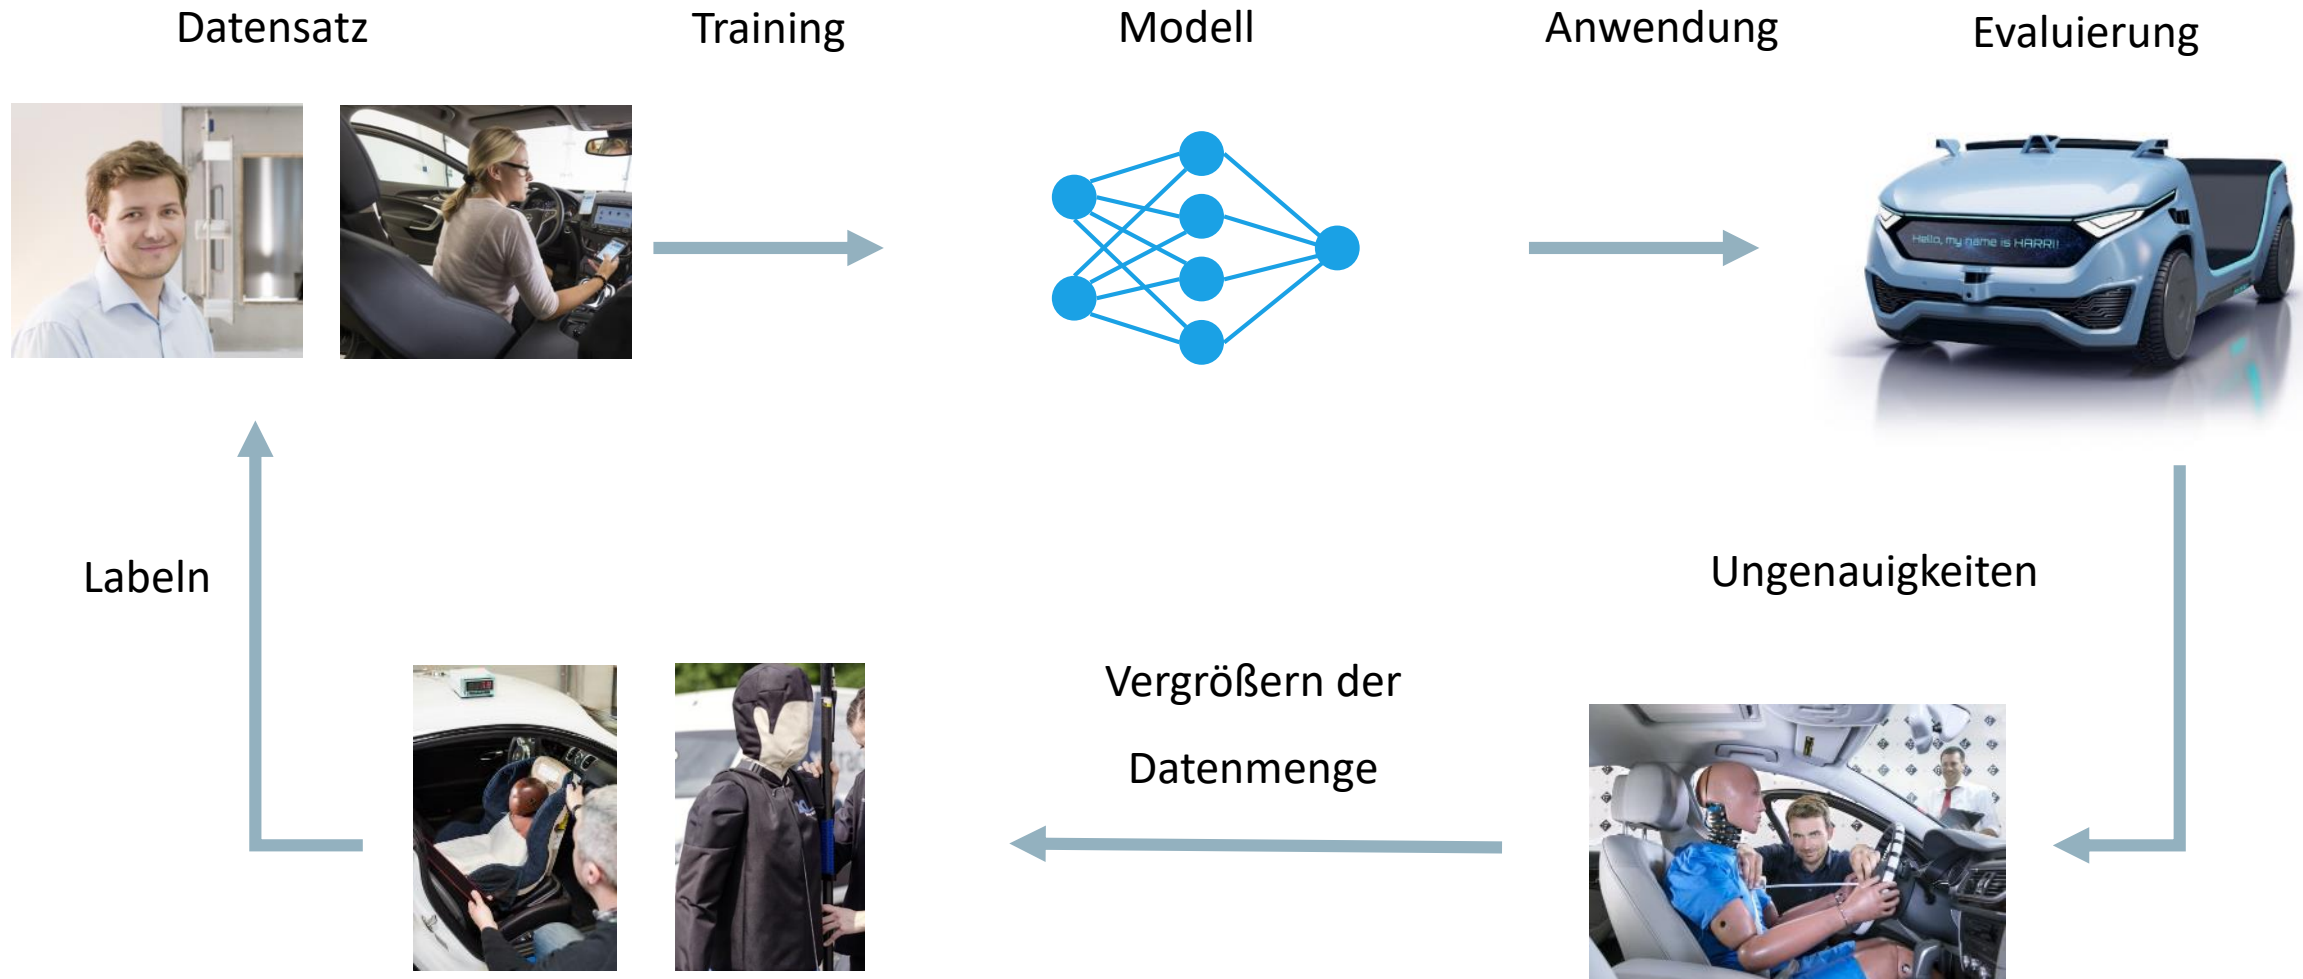 Datensatz
Training
Modell
Anwendung
Evaluierung
Hello, my name is HARRI!
Labeln
Ungenauigkeiten
Vergrößern der
Datenmenge